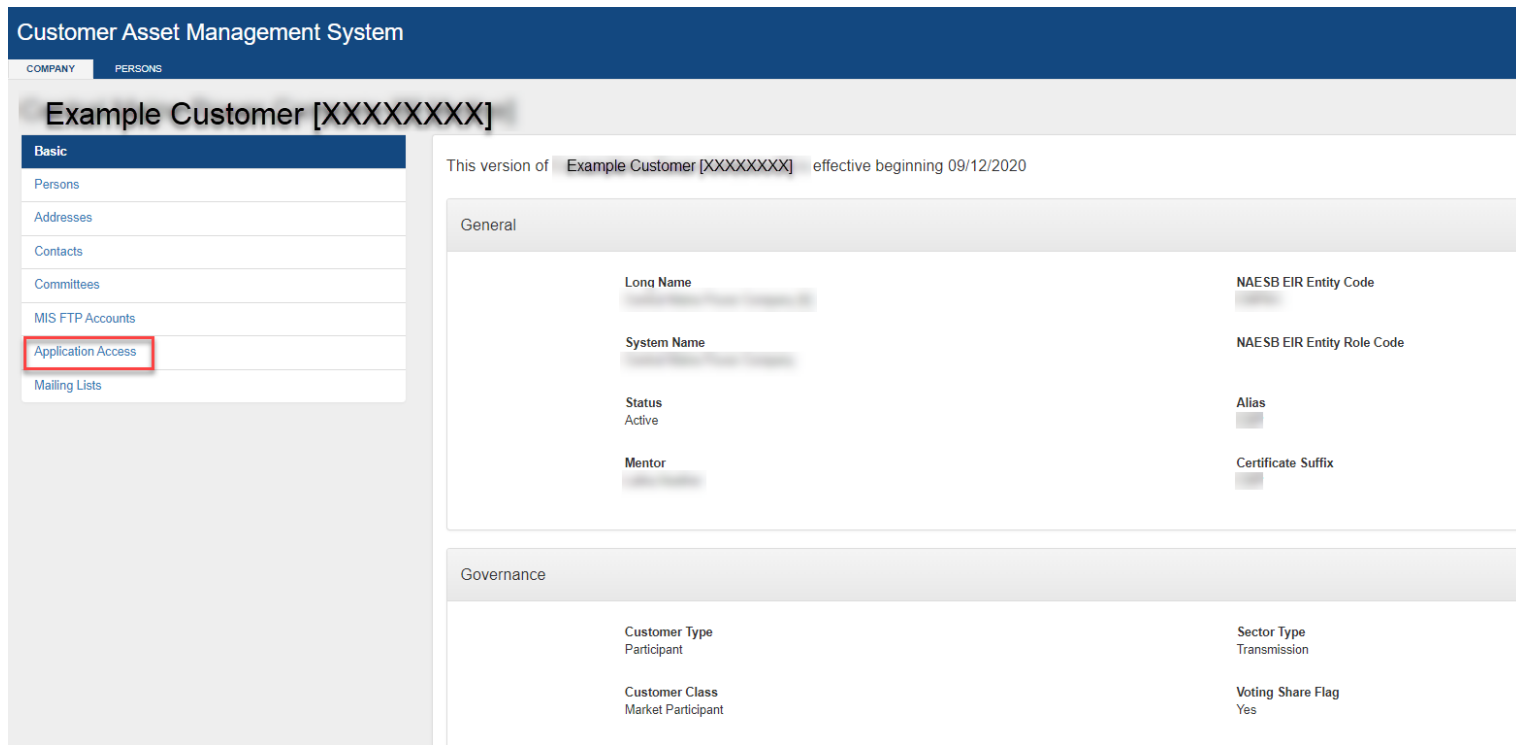 Customer Asset Management System
COMPANY PERSONS
Example Customer [XXXXXXXX]
Basic
Persons
Addresses
Contacts
Committees
MIS FTP Accounts
Application Access
Mailing Lists
This version of Example Customer [XXXXXXXX] effective beginning 09/12/2020
General
Long Name NAESB EIR Entity Code
System Name NAESB EIR Entity Role Code
Status Alias
Active
Mentor Certificate Suffix
Governance
Customer Type Sector Type
Participant Transmission
Customer Class Voting Share Flag
Market Participant Yes